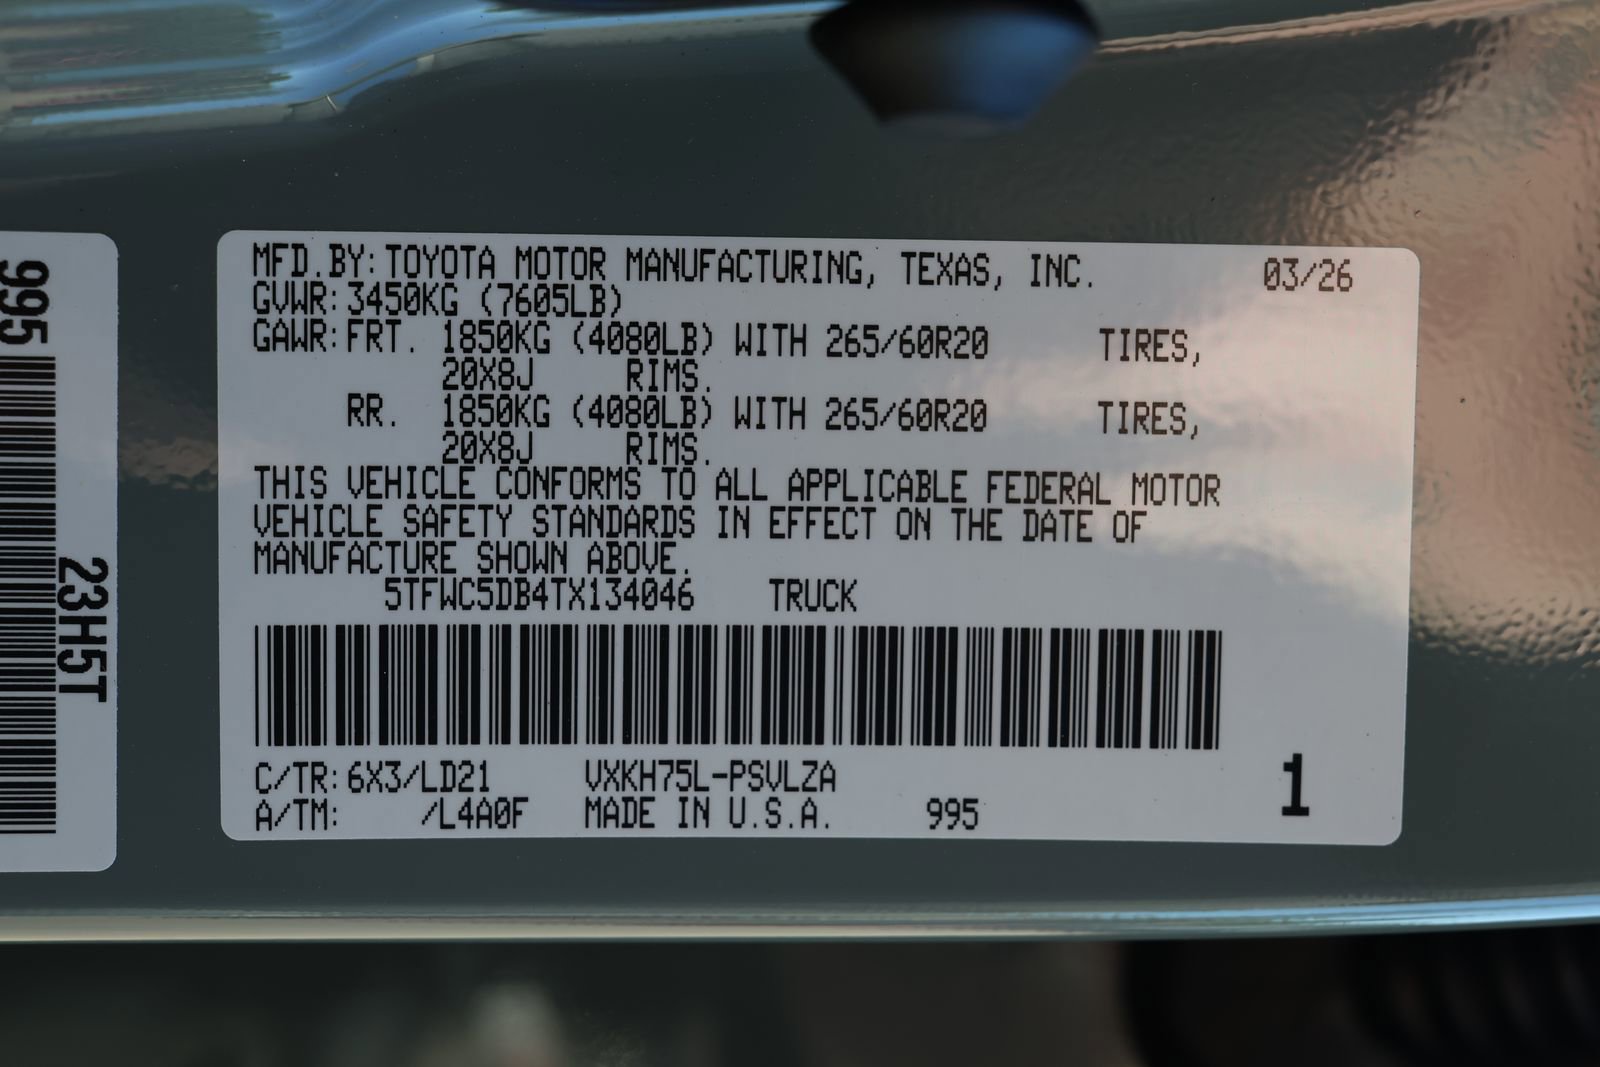 MFD.BY:TOYOTA MOTOR MANUFACTURING, TEXAS, INC. 03/26
GVWR:3450KG (7605LB)
GAWR:FRT. 1850KG (4080LB) WITH 265/60R20 TIRES,
20X8J RIMS.
RR. 1850KG (4080LB) WITH 265/60R20 TIRES,
20X8J RIMS.
THIS VEHICLE CONFORMS TO ALL APPLICABLE FEDERAL MOTOR
VEHICLE SAFETY STANDARDS IN EFFECT ON THE DATE OF
MANUFACTURE SHOWN ABOVE.
5TFWC5DB4TX134046 TRUCK
C/TR:6X3/LD21 VXKH75L-PSVLZA
A/TM: /L4A0F MADE IN U.S.A. 995
1
995
23H5T